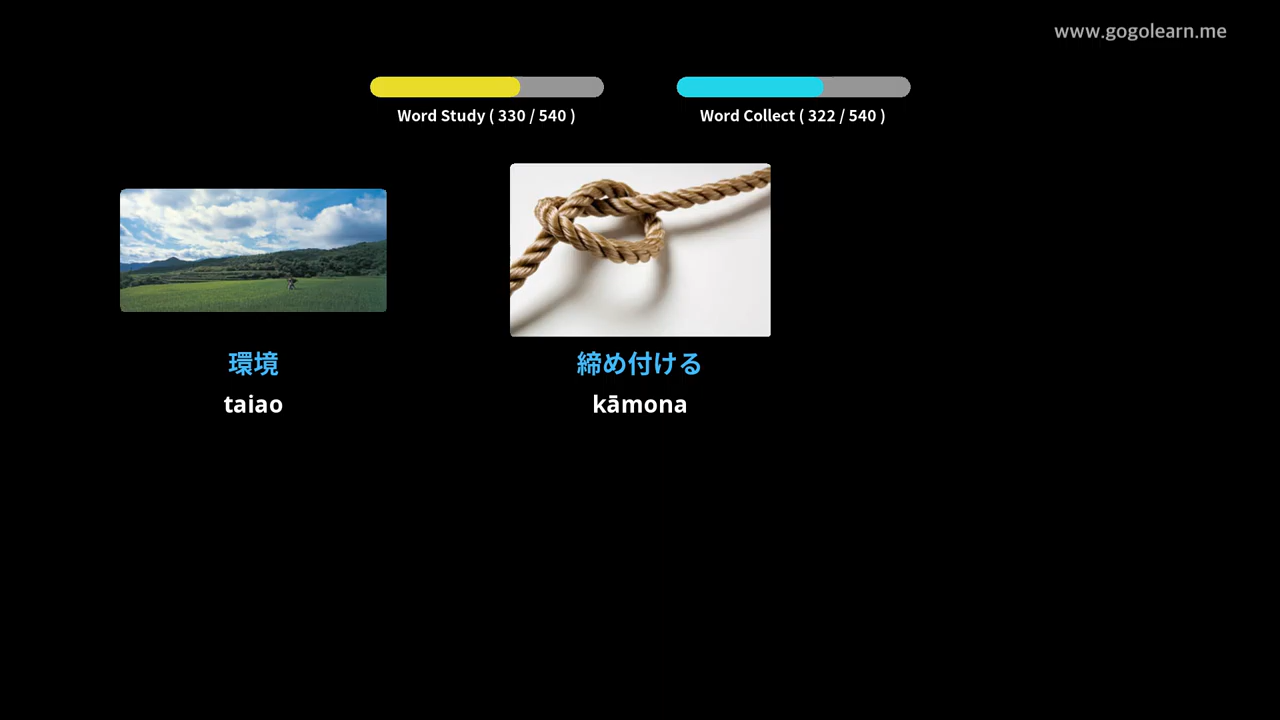 www.gogolearn.me
Word Study ( 330 / 540 )
Word Collect ( 322 / 540 )
環境
taiao
締め付ける
kāmona